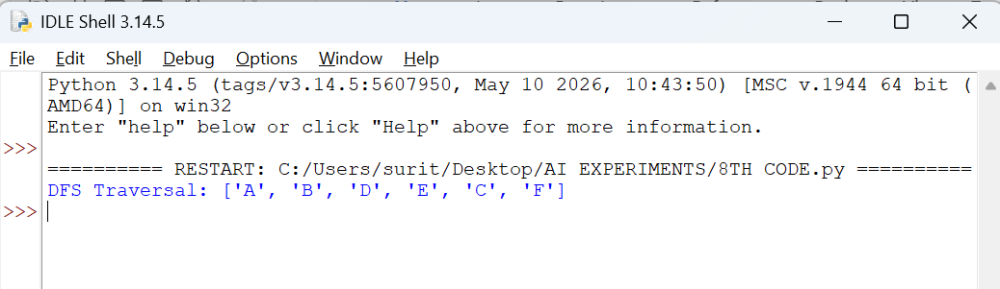 IDLE Shell 3.14.5
File Edit Shell Debug Options Window Help
Python 3.14.5 (tags/v3.14.5:5607950, May 10 2026, 10:43:50) [MSC v.1944 64 bit (
AMD64)] on win32
Enter "help" below or click "Help" above for more information.
>>>
========== RESTART: C:/Users/surit/Desktop/AI EXPERIMENTS/8TH CODE.py ==========
DFS Traversal: ['A', 'B', 'D', 'E', 'C', 'F']
>>>